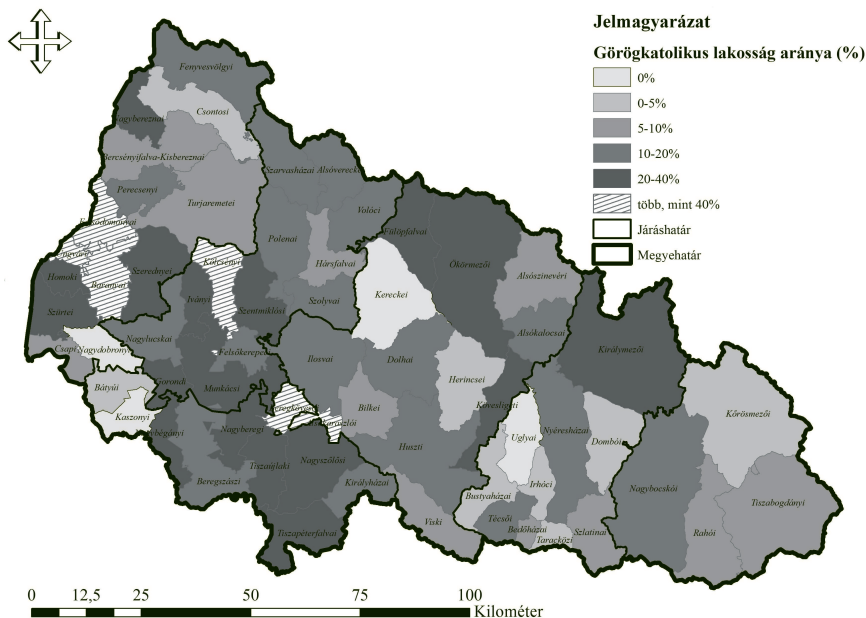 Jelmagyarázat
Görögkatolikus lakosság aránya (%)
0%
0-5%
5-10%
10-20%
20-40%
több, mint 40%
Járáshatár
Megyehatár
Fenyvesvölgyi
Csontosi
Nagybereznai
Bercsényifalva-Kisbereznai
Perecsenyi
Turjaremetei
Szarvasházai
Alsóvereckei
Volóci
Polenai
Hársfalvai
Szolyvai
Fülöpfalvai
Ökörmezői
Alsószinevéri
Alsókalocsai
Kereckei
Homoki
Baranyai
Szerednyei
Kölcsényi
Iványi
Szentmiklósi
Szürtei
Csapi
Nagydobronyi
Nagylucskai
Felsőkerepeci
Ilosvai
Dolhai
Királymezői
Bátyúi
Gorondi
Munkácsi
Bilkei
Herincsei
Kövesligeti
Kaszonyi
Nagyberegi
Uglyai
Nyéresházai
Dombói
Kőrösmezői
Beregszászi
Tiszaújlaki
Nagyszőlősi
Királyházai
Huszti
Irhóci
Bustyaházai
Nagybocskói
Tiszabogdányi
Viski
Técsői
Bedőházai
Taracközi
Szlatinai
Rahói
Tiszapéterfalvai
0
12,5
25
50
75
100
Kilométer